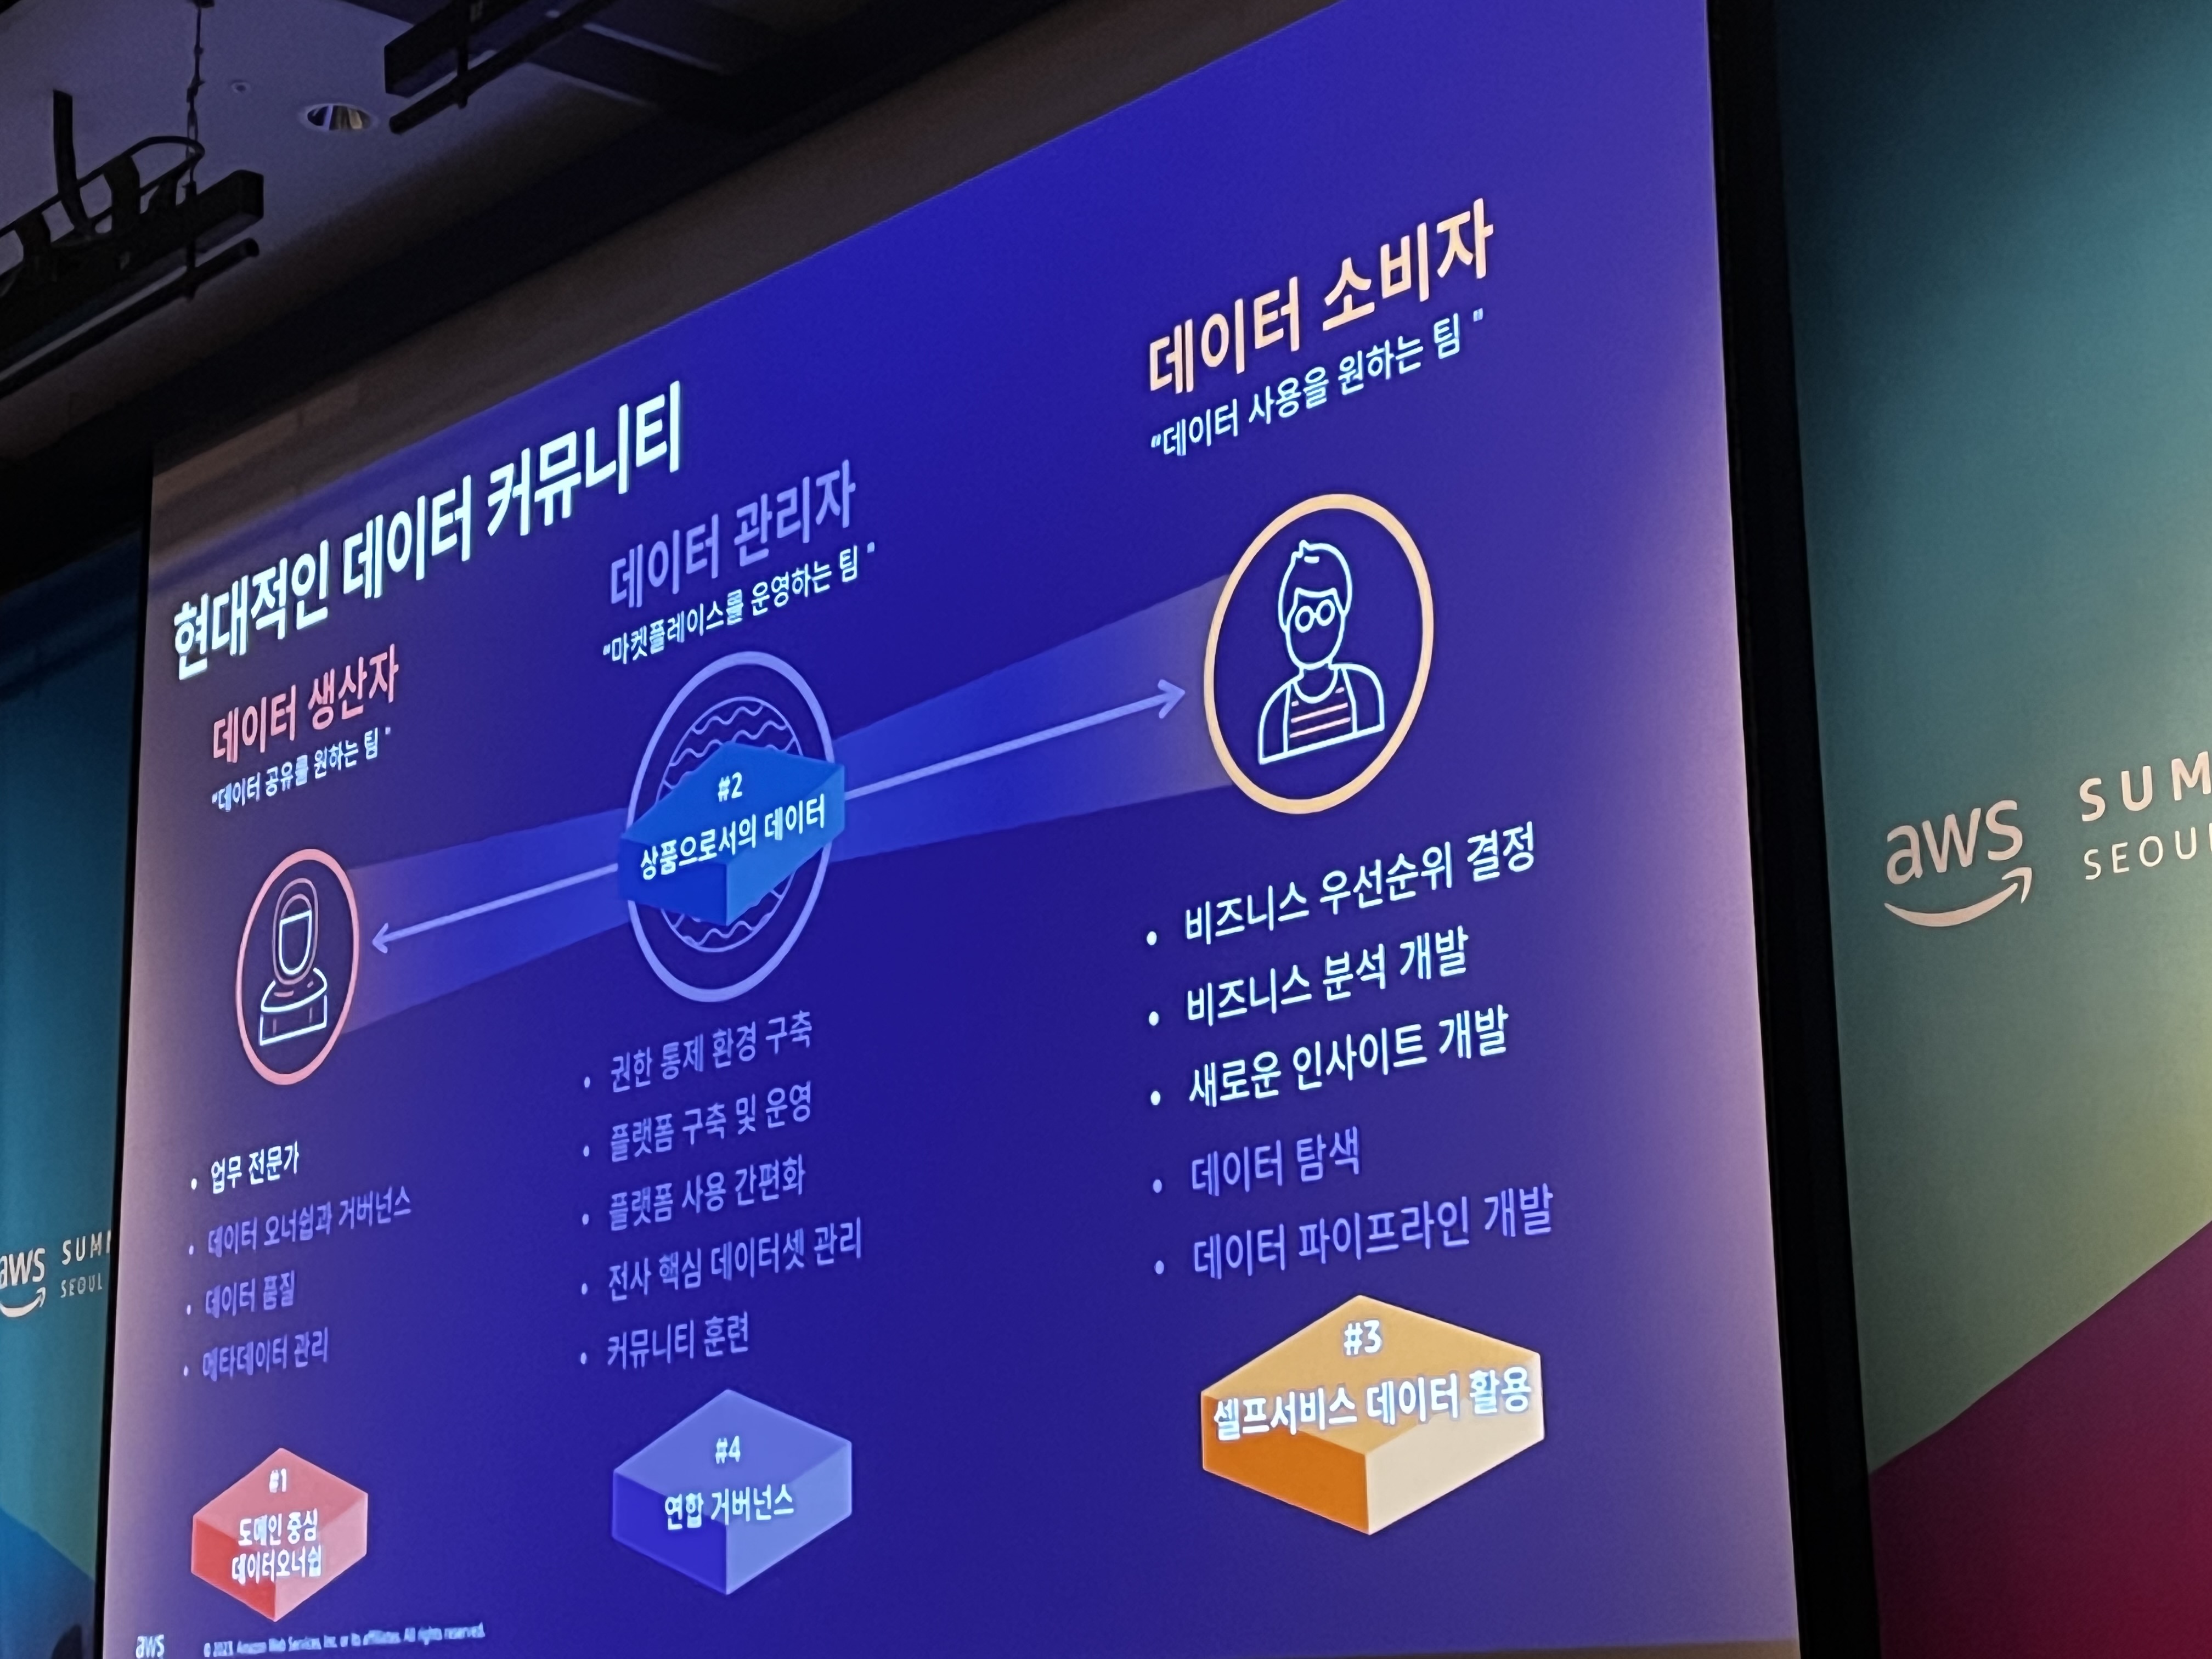 현대적인 데이터 커뮤니티
데이터 생산자
"데이터 공유를 원하는 팀 "
업무 전문가
데이터 오너쉽과 거버넌스
데이터 품질
메타데이터 관리
#1
도메인 중심
데이터오너쉽
데이터 관리자
"마켓플레이스를 운영하는 팀 "
#2
상품으로서의 데이터
권한 통제 환경 구축
플랫폼 구축 및 운영
플랫폼 사용 간편화
전사 핵심 데이터셋 관리
커뮤니티 훈련
#4
연합 거버넌스
데이터 소비자
"데이터 사용을 원하는 팀 "
비즈니스 우선순위 결정
비즈니스 분석 개발
새로운 인사이트 개발
데이터 탐색
데이터 파이프라인 개발
#3
셀프서비스 데이터 활용
aws
© 2023, Amazon Web Services, Inc. or its affiliates. All rights reserved.
aws SUMM
SEOUL
aws SUM
SEOU